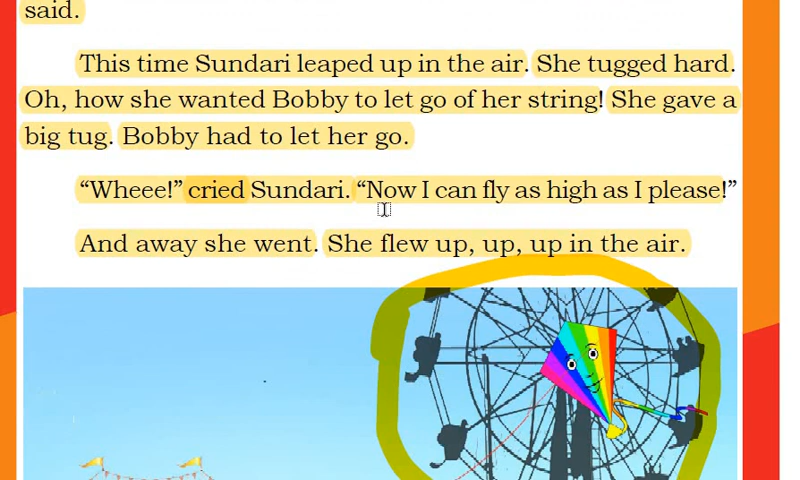 said.
This time Sundari leaped up in the air. She tugged hard.
Oh, how she wanted Bobby to let go of her string! She gave a
big tug. Bobby had to let her go.
“Wheee!” cried Sundari. “Now I can fly as high as I please!”
And away she went. She flew up, up, up in the air.